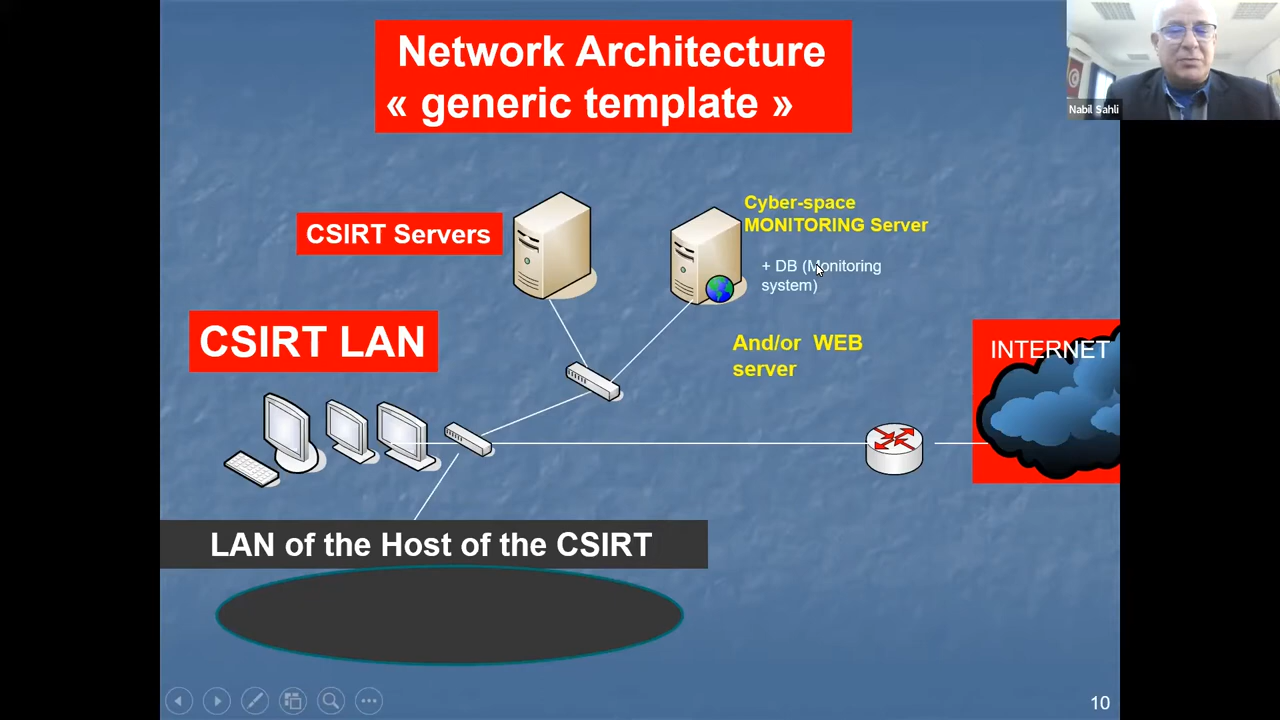 Network Architecture
« generic template »
Nabil Sahli
Cyber-space
MONITORING Server
CSIRT Servers
+ DB (Monitoring
system)
CSIRT LAN
And/or WEB
server
INTERNET
LAN of the Host of the CSIRT
10